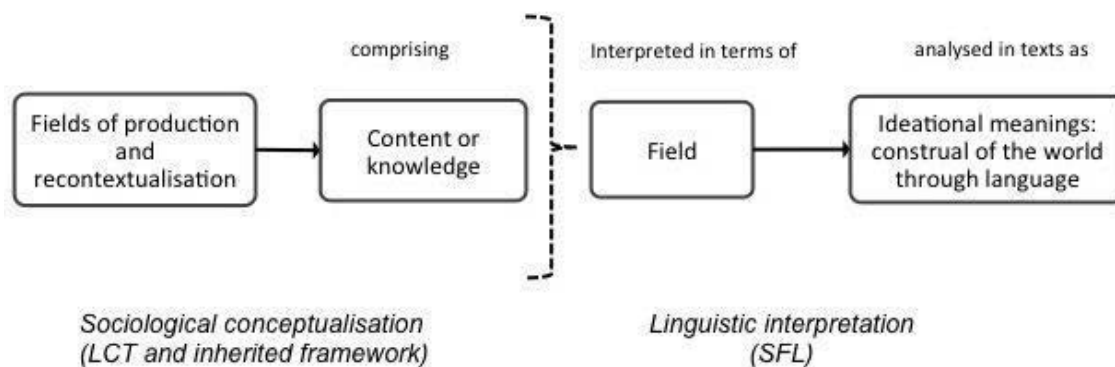 comprising
Interpreted in terms of
analysed in texts as
Fields of production
and
recontextualisation
Content or
knowledge
Field
Ideational meanings:
construal of the world
through language
Sociological conceptualisation
(LCT and inherited framework)
Linguistic interpretation
(SFL)